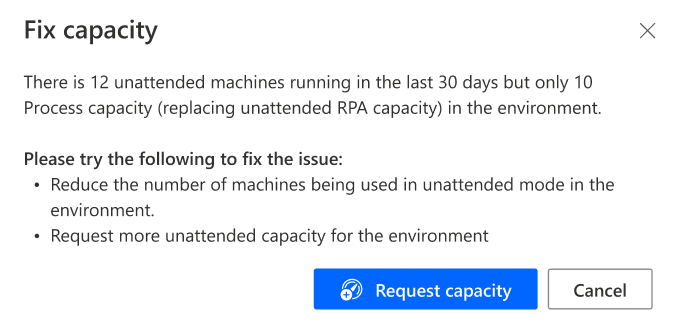 Fix capacity
There is 12 unattended machines running in the last 30 days but only 10
Process capacity (replacing unattended RPA capacity) in the environment.
Please try the following to fix the issue:
• Reduce the number of machines being used in unattended mode in the
environment.
• Request more unattended capacity for the environment
Request capacity
Cancel